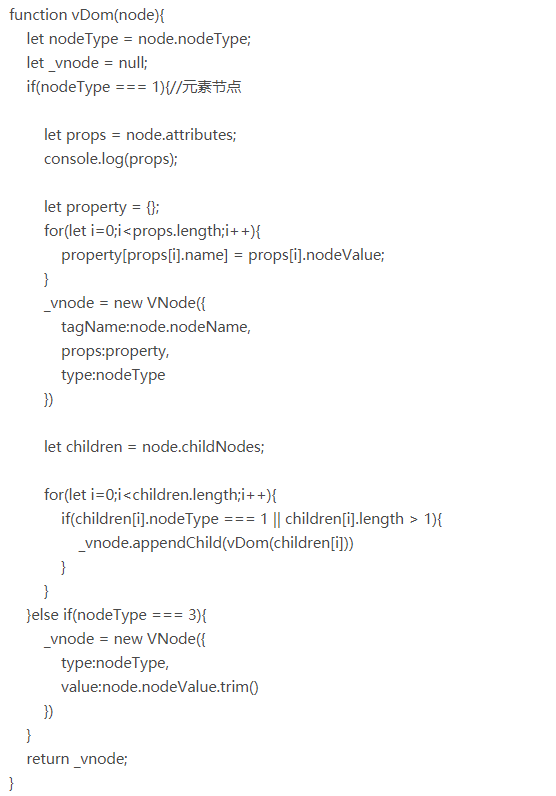 function vDom(node){
let nodeType = node.nodeType;
let _vnode = null;
if(nodeType === 1){//元素节点
let props = node.attributes;
console.log(props);
let property = {};
for(let i=0;i<props.length;i++){
property[props[i].name] = props[i].nodeValue;
}
_vnode = new VNode({
tagName:node.nodeName,
props:property,
type:nodeType
})
let children = node.childNodes;
for(let i=0;i<children.length;i++){
if(children[i].nodeType === 1 || children[i].length > 1){
_vnode.appendChild(vDom(children[i]))
}
}
}else if(nodeType === 3){
_vnode = new VNode({
type:nodeType,
value:node.nodeValue.trim()
})
}
return _vnode;
}